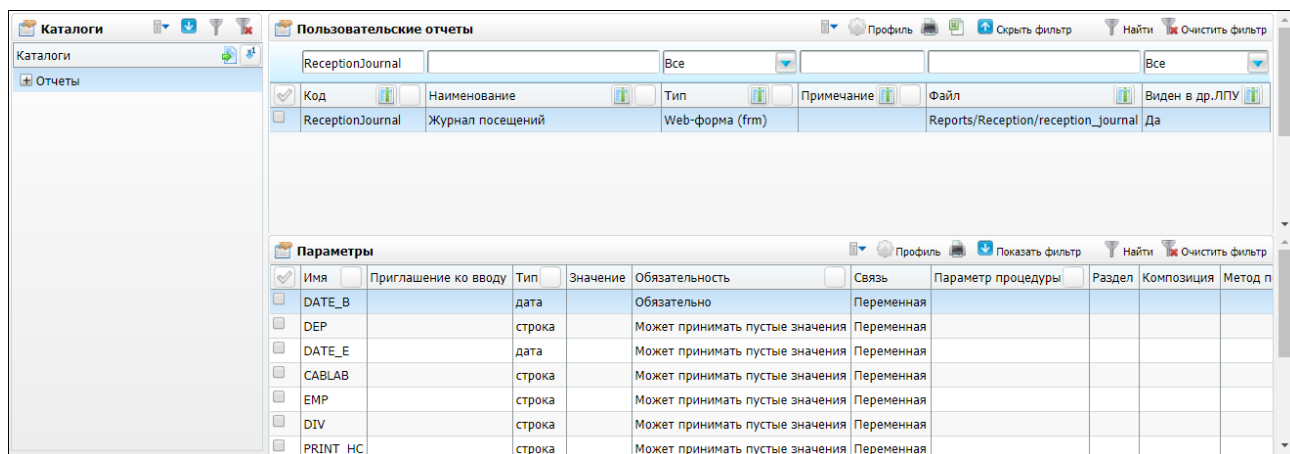 Каталоги
Каталоги
Отчеты
Пользовательские отчеты Профиль Скрыть фильтр Найти Очистить фильтр
ReceptionJournal Все Все
Код Наименование Тип Примечание Файл Виден в др.ЛПУ
ReceptionJournal Журнал посещений Web-форма (frm) Reports/Reception/reception_journal Да
Параметры Профиль Показать фильтр Найти Очистить фильтр
Имя Приглашение ко вводу Тип Значение Обязательность Связь Параметр процедуры Раздел Композиция Метод п
DATE_B дата Обязательно Переменная
DEP строка Может принимать пустые значения Переменная
DATE_E дата Может принимать пустые значения Переменная
CABLAB строка Может принимать пустые значения Переменная
EMP строка Может принимать пустые значения Переменная
DIV строка Может принимать пустые значения Переменная
PRINT_HC строка Может принимать пустые значения Переменная